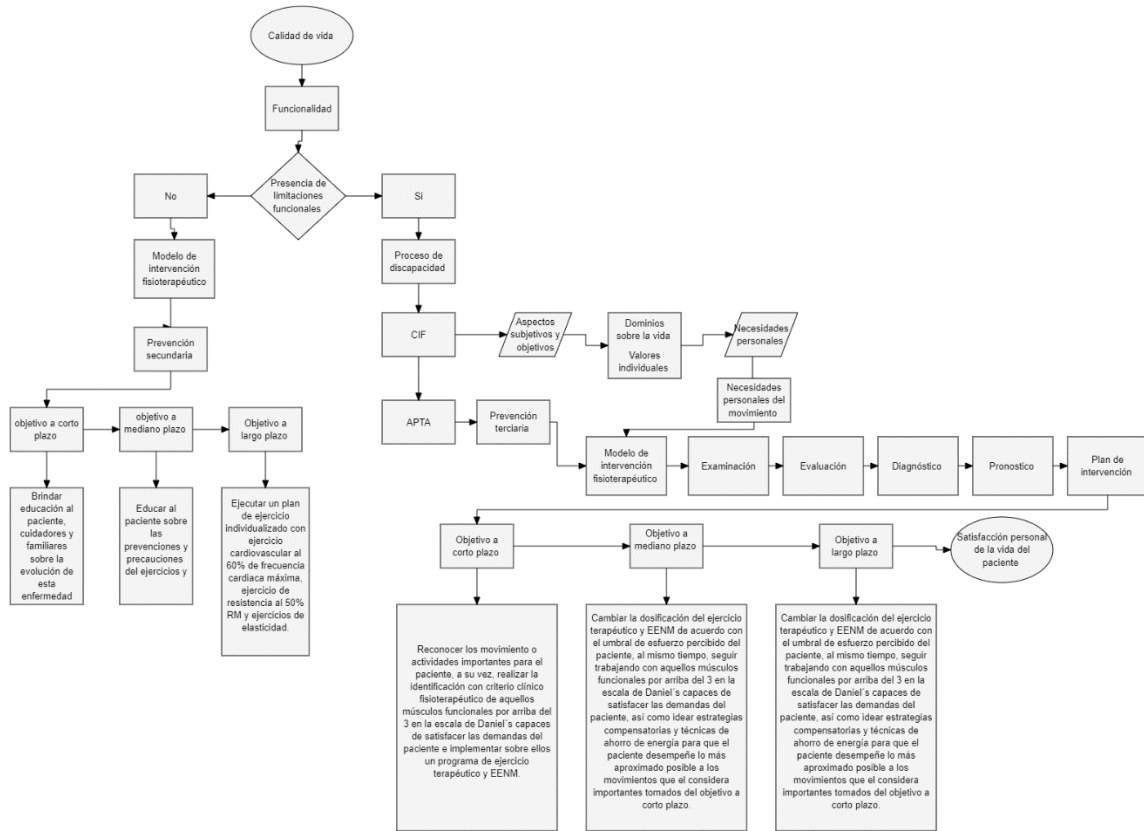 Calidad de vida
Funcionalidad
Presencia de
limitaciones
funcionales
No
Si
Modelo de
intervención
fisioterapéutico
Proceso de
discapacidad
Prevención
secundaria
CIF
Aspectos
subjetivos y
objetivos
Dominios
sobre la vida
Valores
individuales
Necesidades
personales
Necesidades
personales del
movimiento
APTA
Prevención
terciaria
Modelo de
intervención
fisioterapéutico
Examinación
Evaluación
Diagnóstico
Pronostico
Plan de
intervención
objetivo a corto
plazo
objetivo a
mediano plazo
Objetivo a
largo plazo
Brindar
educación al
paciente,
cuidadores y
familiares
sobre la
evolución de
esta
enfermedad
Educar al
paciente sobre
las
prevenciones y
precauciones
del ejercicios y
Ejecutar un plan
de ejercicio
individualizado con
ejercicio
cardiovascular al
60% de frecuencia
cardiaca máxima,
ejercicio de
resistencia al 50%
RM y ejercicios de
elasticidad.
Objetivo a
corto plazo
Objetivo a
mediano plazo
Objetivo a
largo plazo
Satisfacción personal
de la vida del
paciente
Reconocer los movimiento o
actividades importantes para el
paciente, a su vez, realizar la
identificación con criterio clínico
fisioterapéutico de aquellos
músculos funcionales por arriba del
3 en la escala de Daniel´s capaces
de satisfacer las demandas del
paciente e implementar sobre ellos
un programa de ejercicio
terapéutico y EENM.
Cambiar la dosificación del ejercicio
terapéutico y EENM de acuerdo con
el umbral de esfuerzo percibido del
paciente, al mismo tiempo, seguir
trabajando con aquellos músculos
funcionales por arriba del 3 en la
escala de Daniel´s capaces de
satisfacer las demandas del
paciente, así como idear estrategias
compensatorias y técnicas de
ahorro de energía para que el
paciente desempeñe lo más
aproximado posible a los
movimientos que el considera
importantes tomados del objetivo a
corto plazo.
Cambiar la dosificación del ejercicio
terapéutico y EENM de acuerdo con
el umbral de esfuerzo percibido del
paciente, al mismo tiempo, seguir
trabajando con aquellos músculos
funcionales por arriba del 3 en la
escala de Daniel´s capaces de
satisfacer las demandas del
paciente, así como idear estrategias
compensatorias y técnicas de
ahorro de energía para que el
paciente desempeñe lo más
aproximado posible a los
movimientos que el considera
importantes tomados del objetivo a
corto plazo.